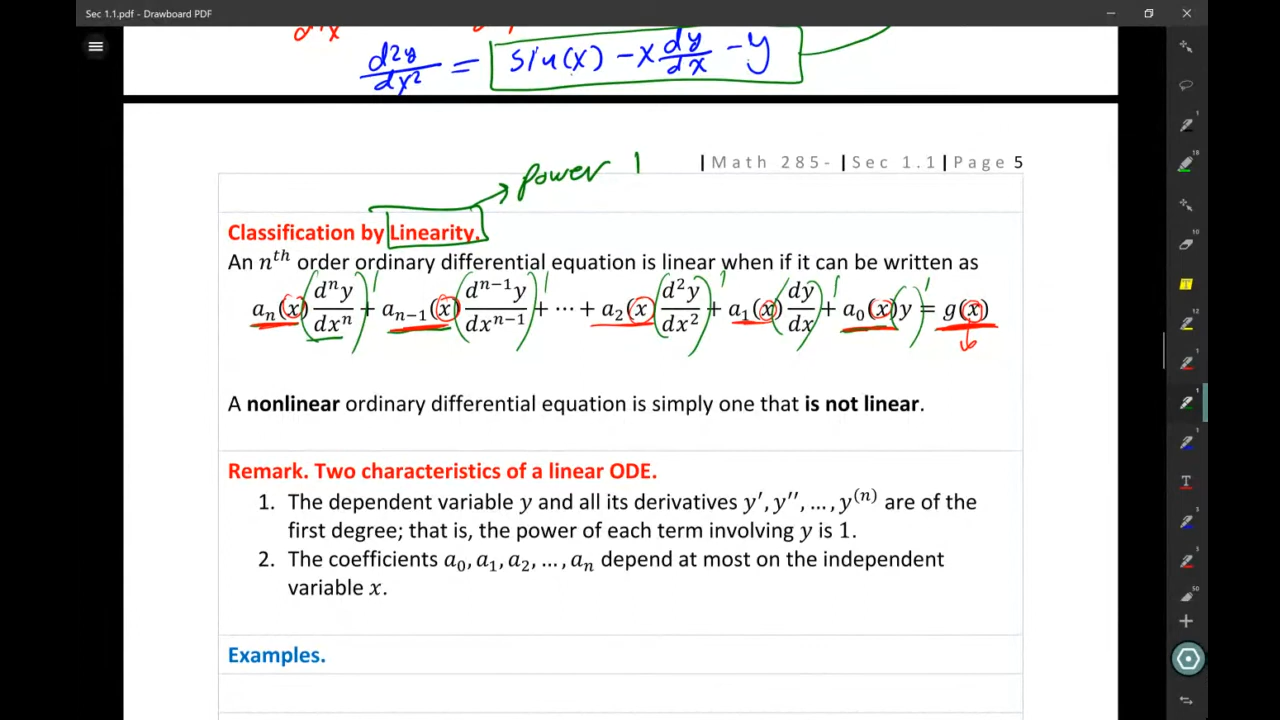 Sec 1.1.pdf - Drawboard PDF
d²y/dx² = sin(x) - x dy/dx - y
power 1
| Math 285- | Sec 1.1 | Page 5
Classification by Linearity.
An nᵗʰ order ordinary differential equation is linear when if it can be written as
aₙ(x)(dⁿy/dxⁿ)¹ + aₙ₋₁(x)(dⁿ⁻¹y/dxⁿ⁻¹)¹ + ⋯ + a₂(x)(d²y/dx²)¹ + a₁(x)(dy/dx)¹ + a₀(x)(y)¹ = g(x)
A nonlinear ordinary differential equation is simply one that is not linear.
Remark. Two characteristics of a linear ODE.
1. The dependent variable y and all its derivatives y′, y′′, …, y⁽ⁿ⁾ are of the
first degree; that is, the power of each term involving y is 1.
2. The coefficients a₀, a₁, a₂, …, aₙ depend at most on the independent
variable x.
Examples.